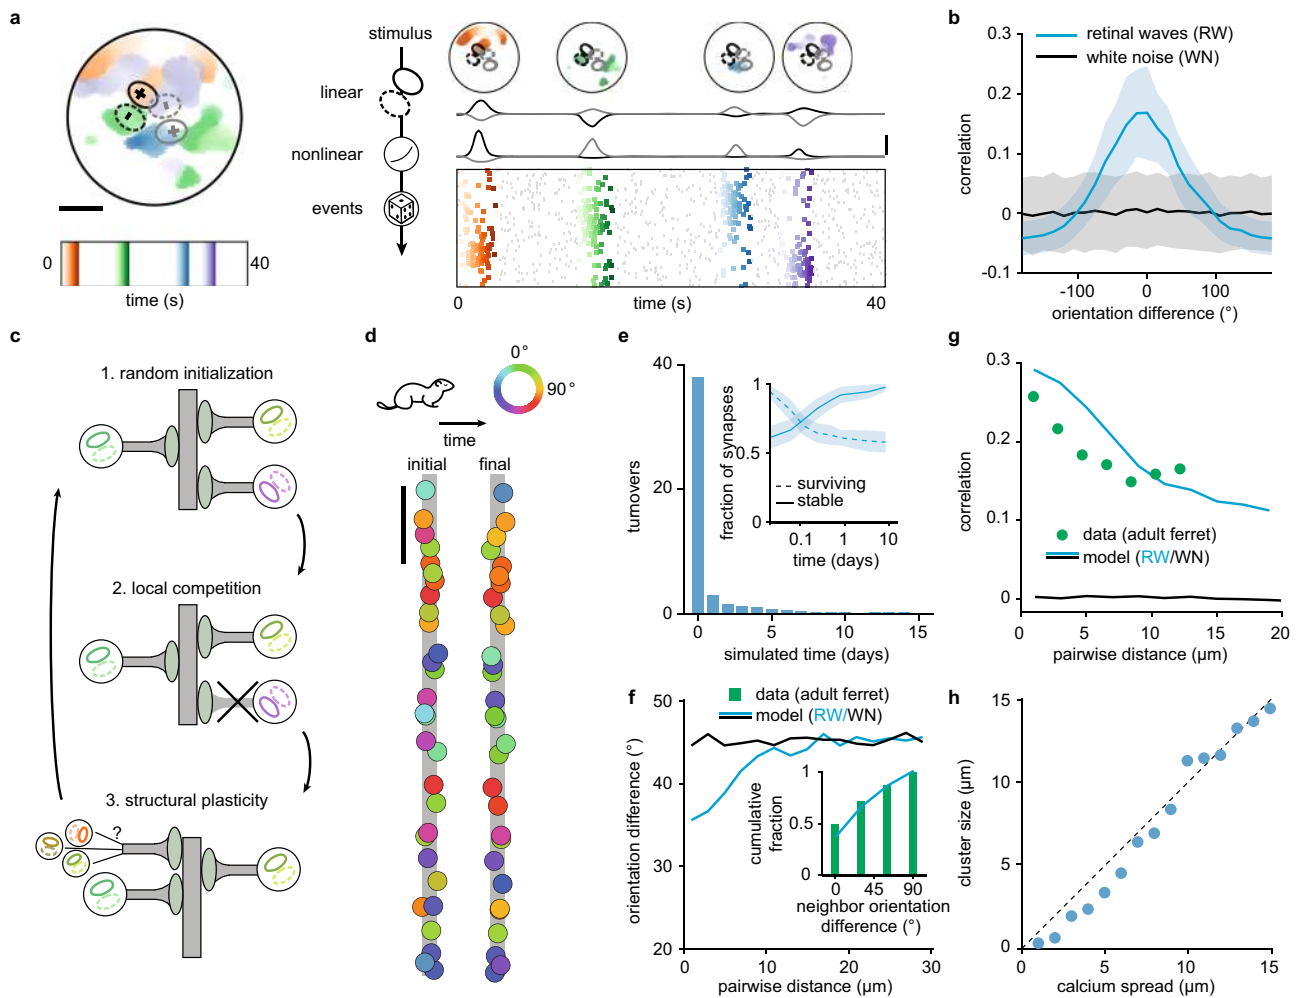 a
stimulus
linear
nonlinear
events
0
40
time (s)
0
time (s)
40
b
retinal waves (RW)
white noise (WN)
0.3
0.2
0.1
0
-0.1
correlation
-100
0
100
orientation difference (°)
c
1. random initialization
2. local competition
3. structural plasticity
?
d
0°
90°
time
initial
final
e
40
20
0
turnovers
0
5
10
15
simulated time (days)
1
0.5
0
fraction of synapses
surviving
stable
0.1
1
10
time (days)
f
data (adult ferret)
model (RW/WN)
50
40
30
20
orientation difference (°)
0
10
20
30
pairwise distance (µm)
1
0.5
0
cumulative
fraction
0
45
90
neighbor orientation
difference (°)
g
0.3
0.2
0.1
0
correlation
data (adult ferret)
model (RW/WN)
0
5
10
15
20
pairwise distance (µm)
h
15
10
5
0
cluster size (µm)
0
5
10
15
calcium spread (µm)